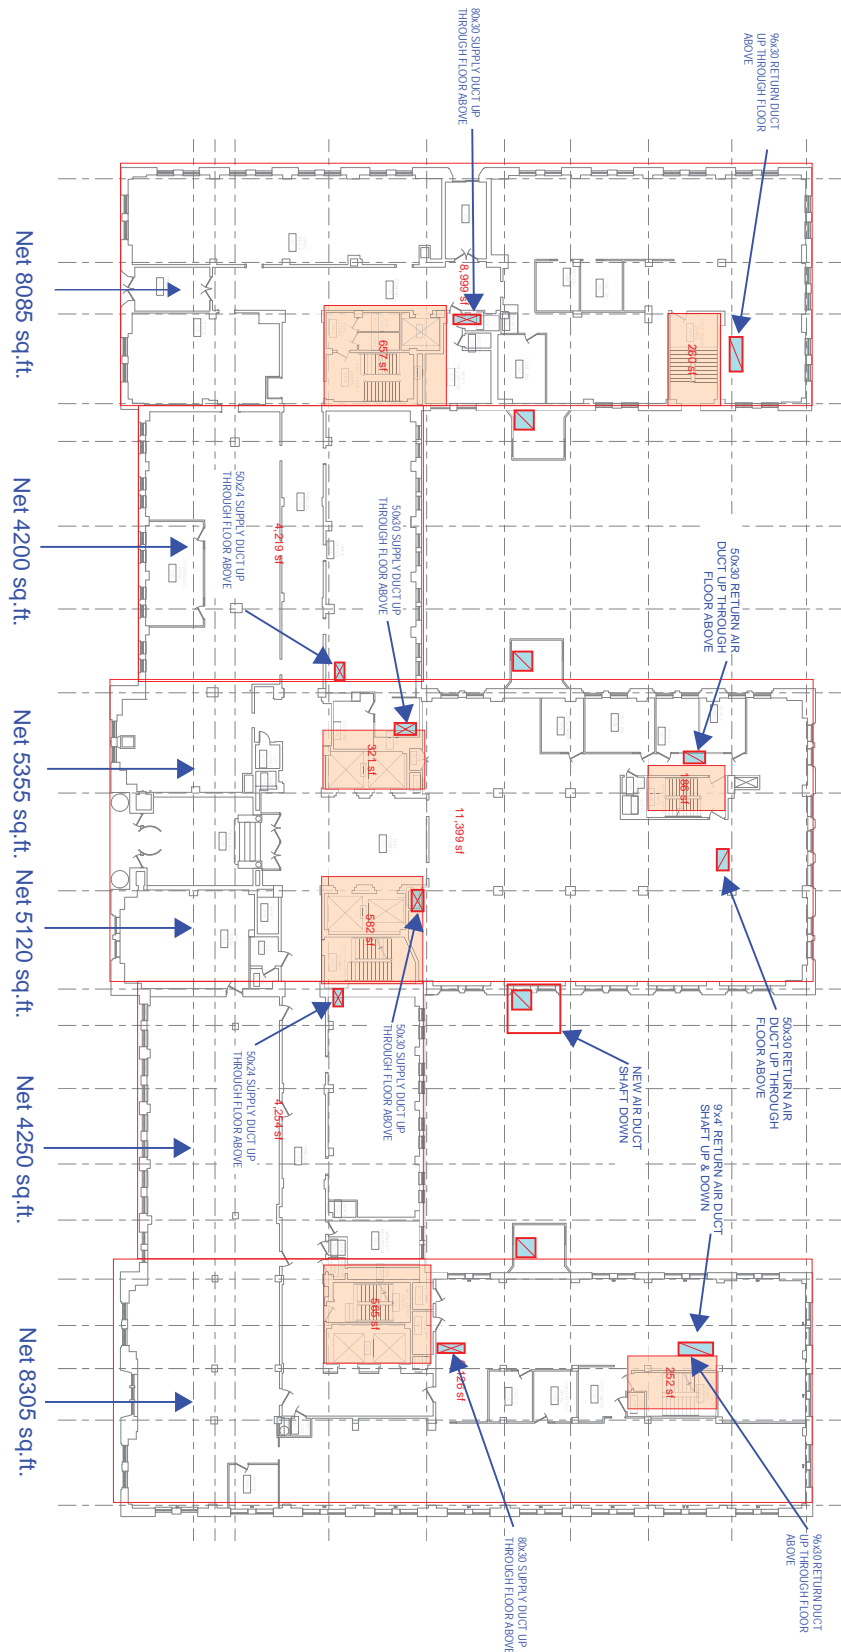 80x30 SUPPLY DUCT UP
THROUGH FLOOR ABOVE
96x30 RETURN DUCT
UP THROUGH FLOOR
ABOVE
Net 8085 sq.ft.
8,999 sf
657 sf
260 sf
Net 4200 sq.ft.
50x24 SUPPLY DUCT UP
THROUGH FLOOR ABOVE
4,219 sf
50x30 SUPPLY DUCT UP
THROUGH FLOOR ABOVE
50x30 RETURN AIR
DUCT UP THROUGH
FLOOR ABOVE
Net 5355 sq.ft.
321 sf
186 sf
11,399 sf
Net 5120 sq.ft.
582 sf
50x30 SUPPLY DUCT UP
THROUGH FLOOR ABOVE
50x30 RETURN AIR
DUCT UP THROUGH
FLOOR ABOVE
NEW AIR DUCT
SHAFT DOWN
Net 4250 sq.ft.
50x24 SUPPLY DUCT UP
THROUGH FLOOR ABOVE
4,254 sf
9'x4' RETURN AIR DUCT
SHAFT UP & DOWN
Net 8305 sq.ft.
565 sf
252 sf
80x30 SUPPLY DUCT UP
THROUGH FLOOR ABOVE
96x30 RETURN DUCT
UP THROUGH FLOOR
ABOVE